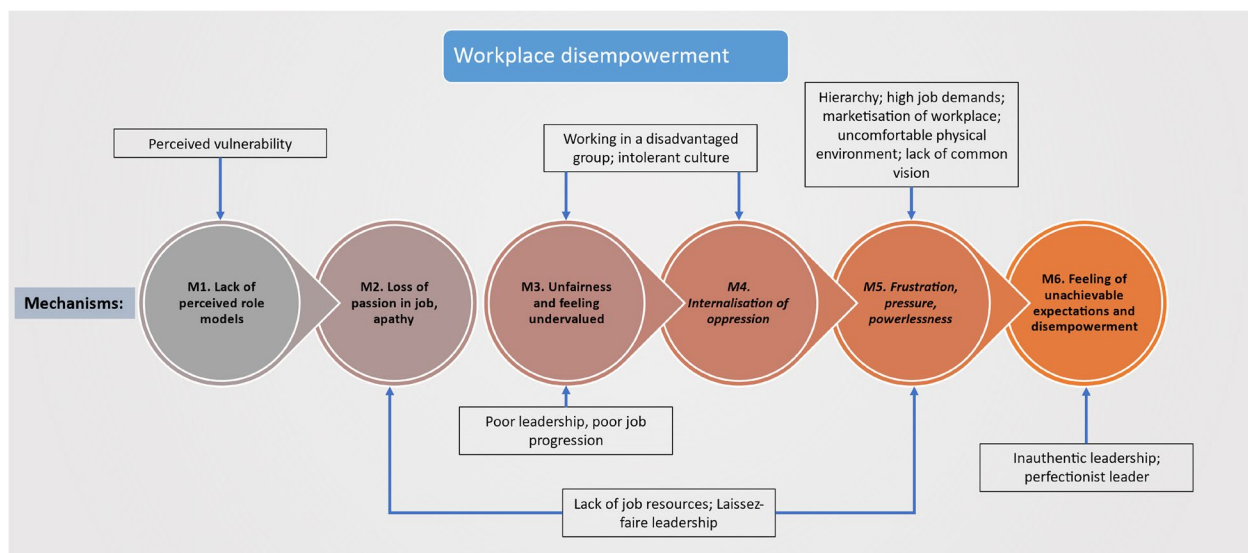 Workplace disempowerment
Perceived vulnerability
Working in a disadvantaged
group; intolerant culture
Hierarchy; high job demands;
marketisation of workplace;
uncomfortable physical
environment; lack of common
vision
Mechanisms:
M1. Lack of
perceived role
models
M2. Loss of
passion in job,
apathy
M3. Unfairness
and feeling
undervalued
M4.
Internalisation of
oppression
M5. Frustration,
pressure,
powerlessness
M6. Feeling of
unachievable
expectations and
disempowerment
Poor leadership, poor job
progression
Inauthentic leadership;
perfectionist leader
Lack of job resources; Laissez-
faire leadership